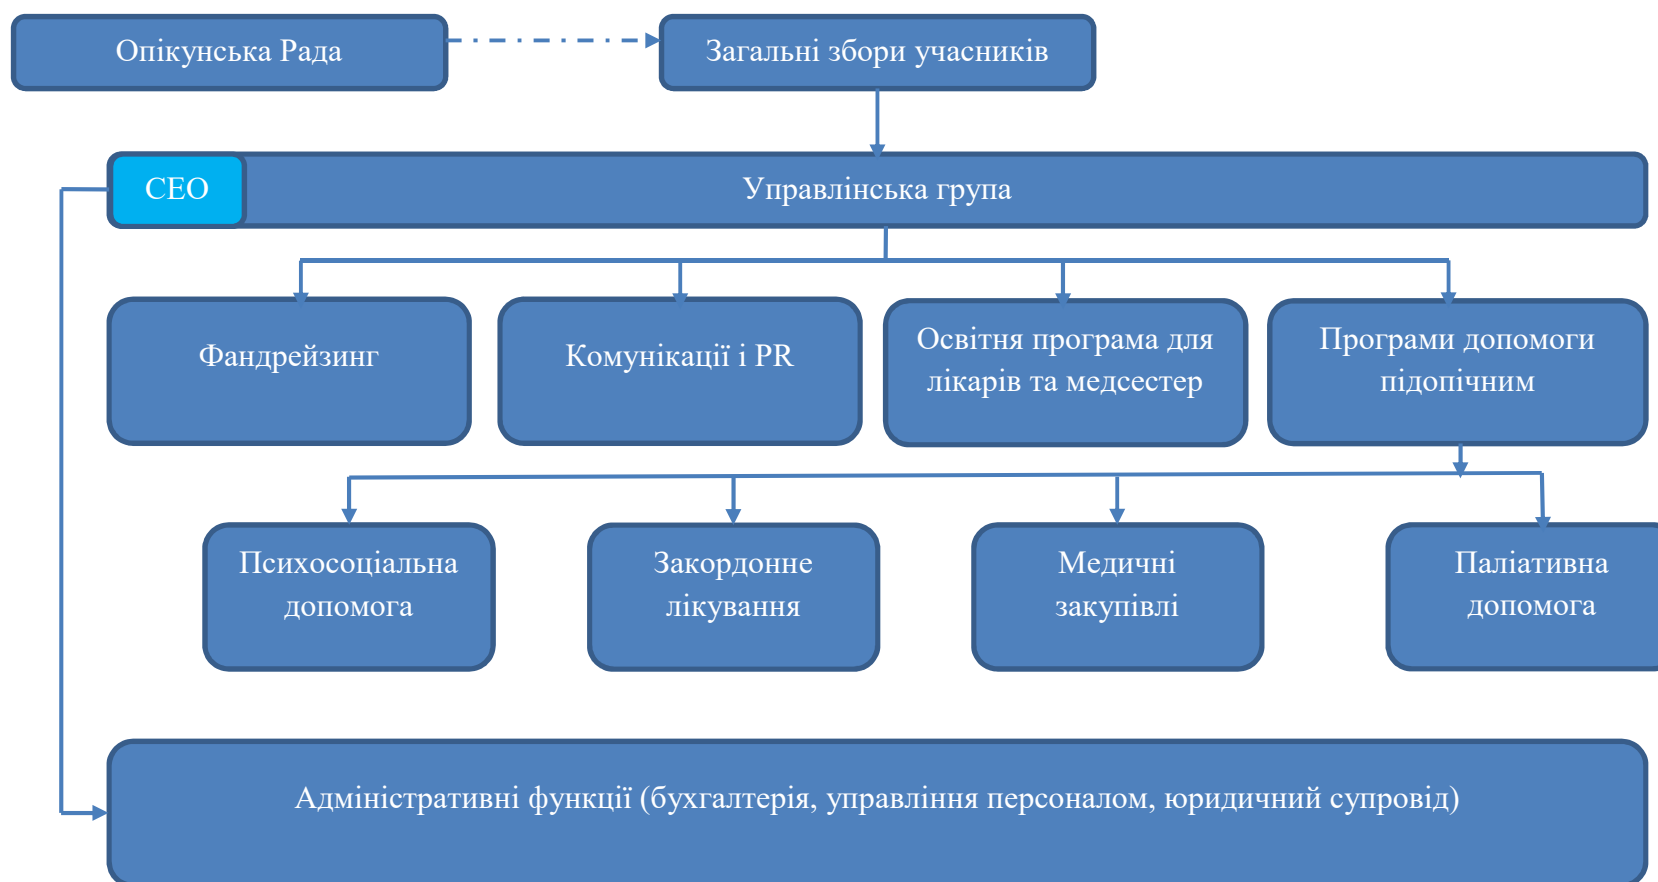 Опікунська Рада
Загальні збори учасників
CEO
Управлінська група
Фандрейзинг
Комунікації і PR
Освітня програма для
лікарів та медсестер
Програми допомоги
підопічним
Психосоціальна
допомога
Закордонне
лікування
Медичні
закупівлі
Паліативна
допомога
Адміністративні функції (бухгалтерія, управління персоналом, юридичний супровід)